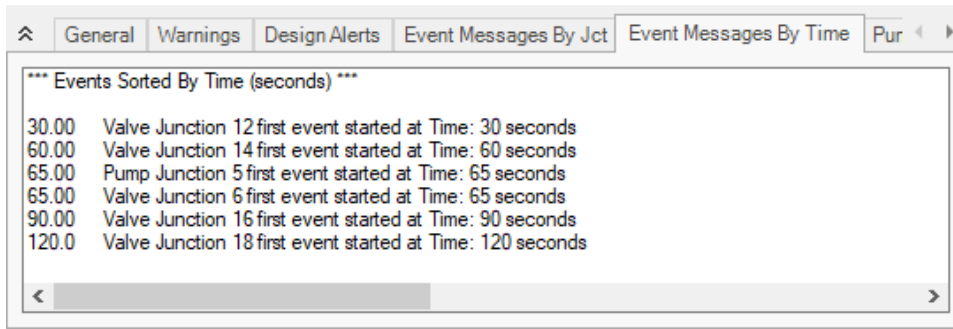 General Warnings Design Alerts Event Messages By Jct Event Messages By Time Pur
*** Events Sorted By Time (seconds) ***
30.00 Valve Junction 12 first event started at Time: 30 seconds
60.00 Valve Junction 14 first event started at Time: 60 seconds
65.00 Pump Junction 5 first event started at Time: 65 seconds
65.00 Valve Junction 6 first event started at Time: 65 seconds
90.00 Valve Junction 16 first event started at Time: 90 seconds
120.0 Valve Junction 18 first event started at Time: 120 seconds